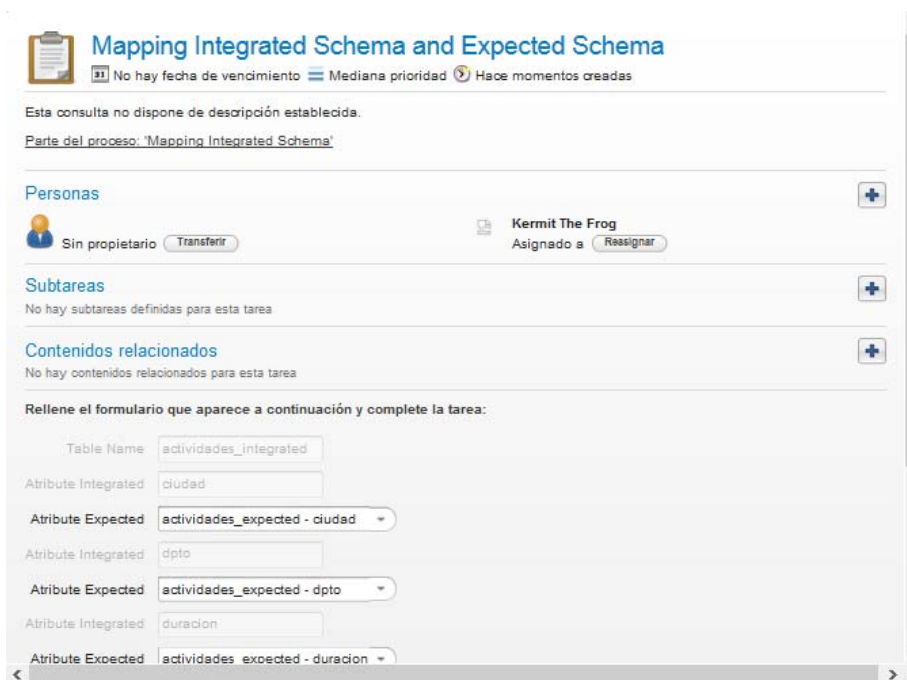 Mapping Integrated Schema and Expected Schema
31 No hay fecha de vencimiento Mediana prioridad Hace momentos creadas
Esta consulta no dispone de descripción establecida.
Parte del proceso: 'Mapping Integrated Schema'
Personas
Kermit The Frog
Sin propietario Transferir Asignado a Reasignar
Subtareas
No hay subtareas definidas para esta tarea
Contenidos relacionados
No hay contenidos relacionados para esta tarea
Rellene el formulario que aparece a continuación y complete la tarea:
Table Name actividades_integrated
Atribute Integrated ciudad
Atribute Expected actividades_expected - ciudad
Atribute Integrated dpto
Atribute Expected actividades_expected - dpto
Atribute Integrated duracion
Atribute Expected actividades_expected - duracion